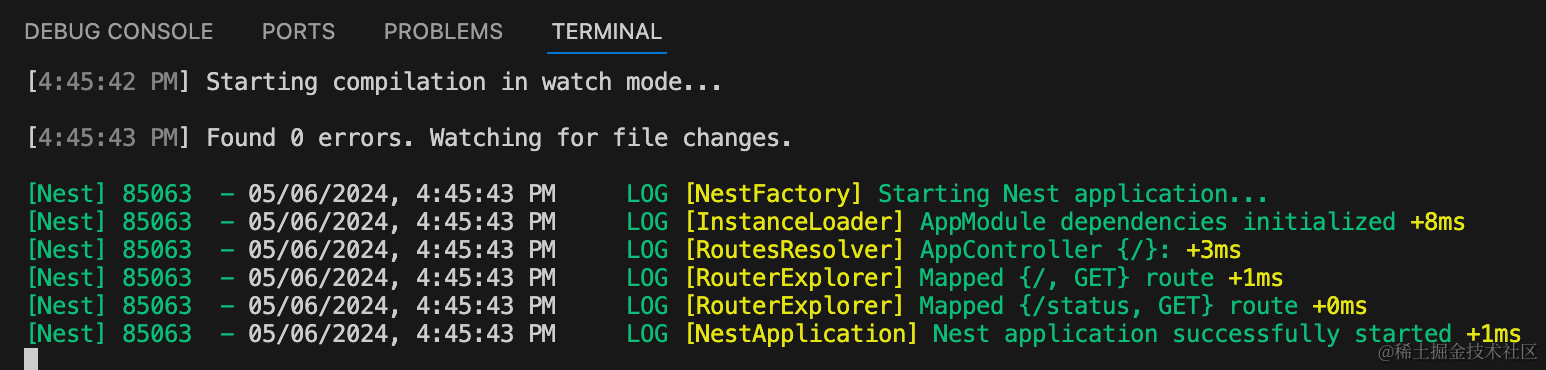 DEBUG CONSOLE PORTS PROBLEMS TERMINAL
[4:45:42 PM] Starting compilation in watch mode...
[4:45:43 PM] Found 0 errors. Watching for file changes.
[Nest] 85063  - 05/06/2024, 4:45:43 PM     LOG [NestFactory] Starting Nest application...
[Nest] 85063  - 05/06/2024, 4:45:43 PM     LOG [InstanceLoader] AppModule dependencies initialized +8ms
[Nest] 85063  - 05/06/2024, 4:45:43 PM     LOG [RoutesResolver] AppController {/}: +3ms
[Nest] 85063  - 05/06/2024, 4:45:43 PM     LOG [RouterExplorer] Mapped {/, GET} route +1ms
[Nest] 85063  - 05/06/2024, 4:45:43 PM     LOG [RouterExplorer] Mapped {/status, GET} route +0ms
[Nest] 85063  - 05/06/2024, 4:45:43 PM     LOG [NestApplication] Nest application successfully started +1ms
@稀土掘金技术社区